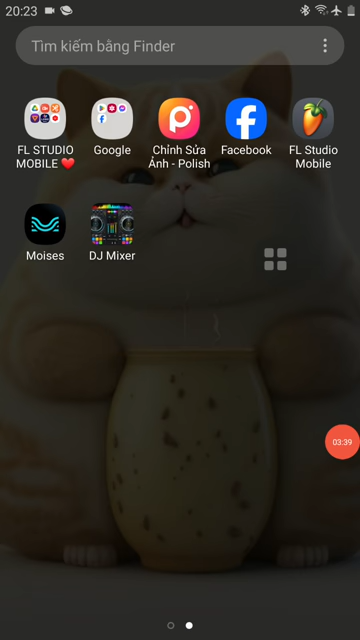 20:23
Tìm kiếm bằng Finder
FL STUDIO MOBILE ❤️
Google
Chỉnh Sửa Ảnh - Polish
Facebook
FL Studio Mobile
Moises
DJ Mixer
03:39